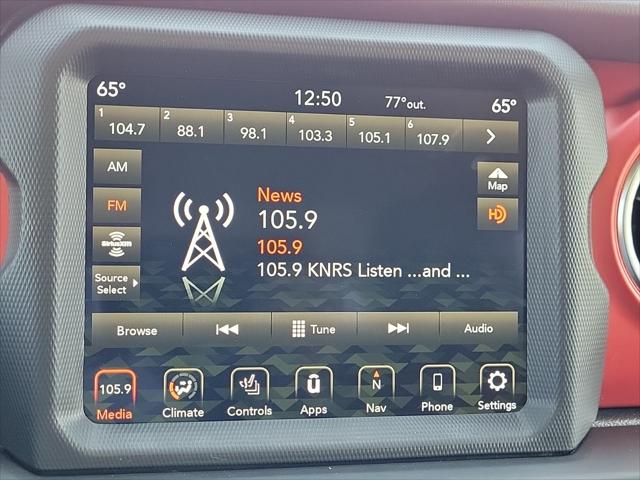 65° 12:50 77°out. 65°
1 104.7 2 88.1 3 98.1 4 103.3 5 105.1 6 107.9
AM
FM
SiriusXM
Source Select
Map
HD
News
105.9
105.9
105.9 KNRS Listen ...and ...
Browse Tune Audio
105.9 N
Media Climate Controls Apps Nav Phone Settings